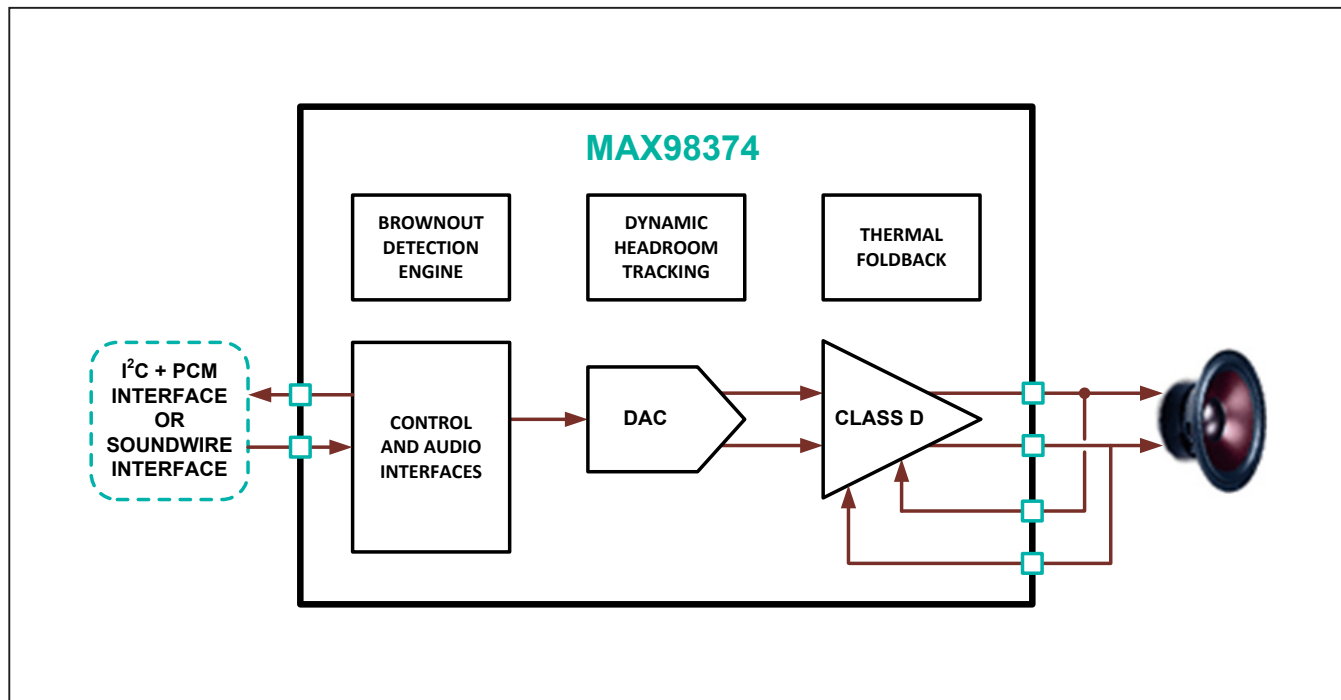 MAX98374
BROWNOUT
DETECTION
ENGINE
DYNAMIC
HEADROOM
TRACKING
THERMAL
FOLDBACK
I²C + PCM
INTERFACE
OR
SOUNDWIRE
INTERFACE
CONTROL
AND AUDIO
INTERFACES
DAC
CLASS D